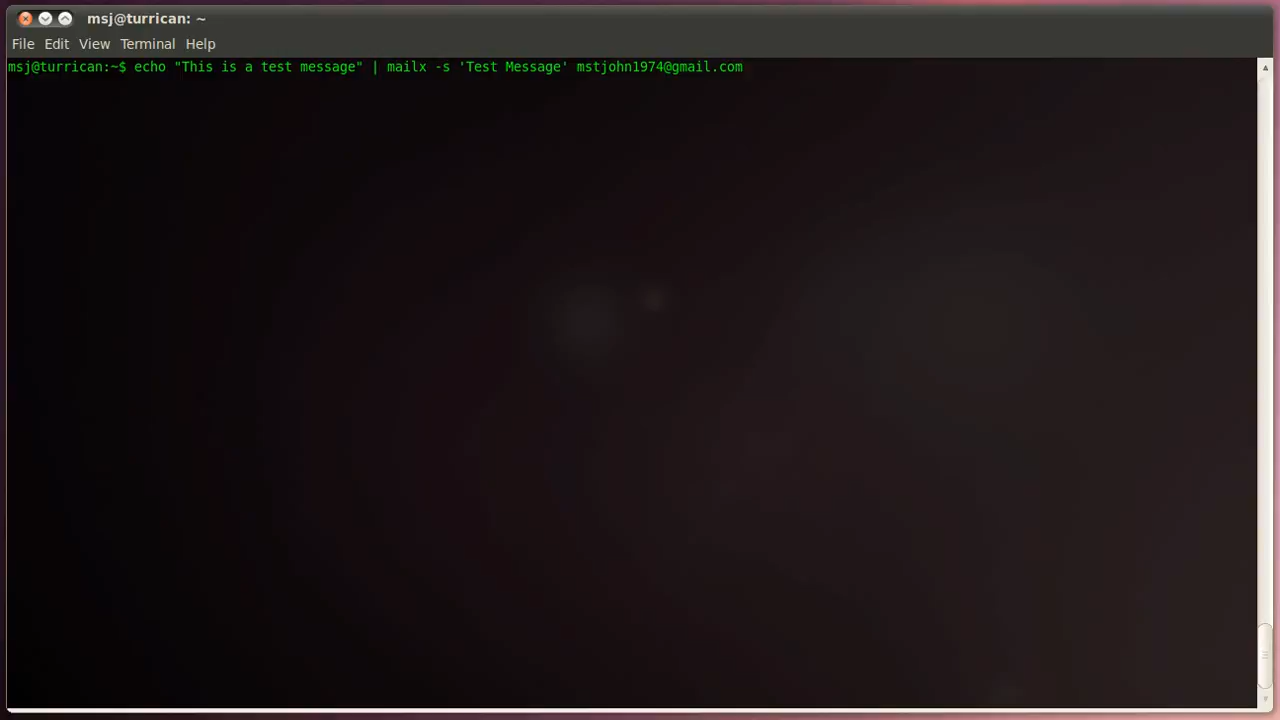 msj@turrican: ~
File Edit View Terminal Help
msj@turrican:~$ echo "This is a test message" | mailx -s 'Test Message' mstjohn1974@gmail.com